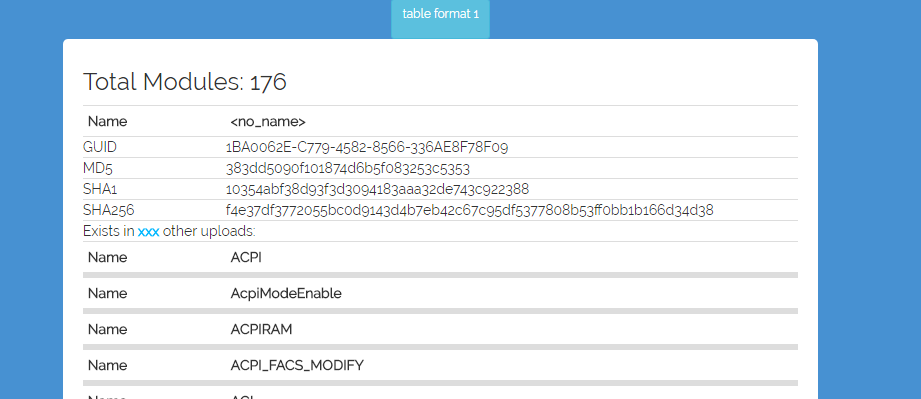 table format 1
Total Modules: 176
Name <no_name>
GUID 1BA0062E-C779-4582-8566-336AE8F78F09
MD5 383dd5090f101874d6b5f083253c5353
SHA1 10354abf38d93f3d3094183aaa32de743c922388
SHA256 f4e37df3772055bc0d9143d4b7eb42c67c95df5377808b53ff0bb1b166d34d38
Exists in xxx other uploads:
Name ACPI
Name AcpiModeEnable
Name ACPIRAM
Name ACPI_FACS_MODIFY
Name